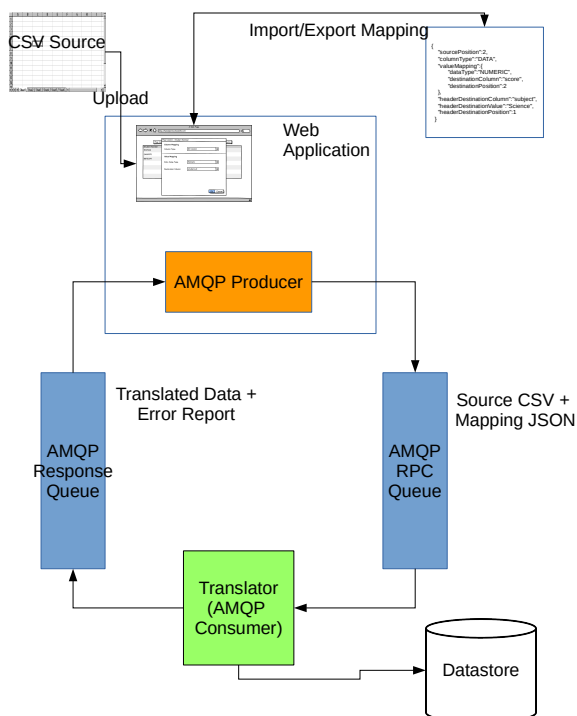 CSV Source
Import/Export Mapping
{
"sourcePosition":2,
"columnType":"DATA",
"valueMapping":{
"dataType":"NUMERIC",
"destinationColumn":"score",
"destinationPosition":2
},
"headerDestinationColumn":"subject",
"headerDestinationValue":"Science",
"headerDestinationPosition":1
}
Upload
Web
Application
AMQP Producer
Translated Data +
Error Report
Source CSV +
Mapping JSON
AMQP
Response
Queue
AMQP
RPC
Queue
Translator
(AMQP
Consumer)
Datastore